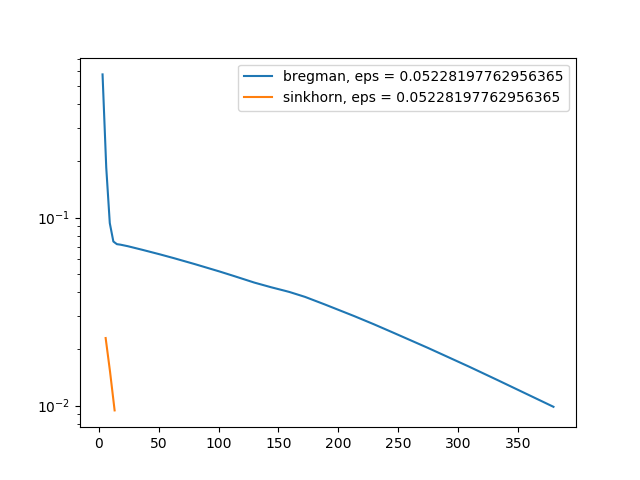 bregman, eps = 0.05228197762956365
sinkhorn, eps = 0.05228197762956365
10^{-1}
10^{-2}
0 50 100 150 200 250 300 350